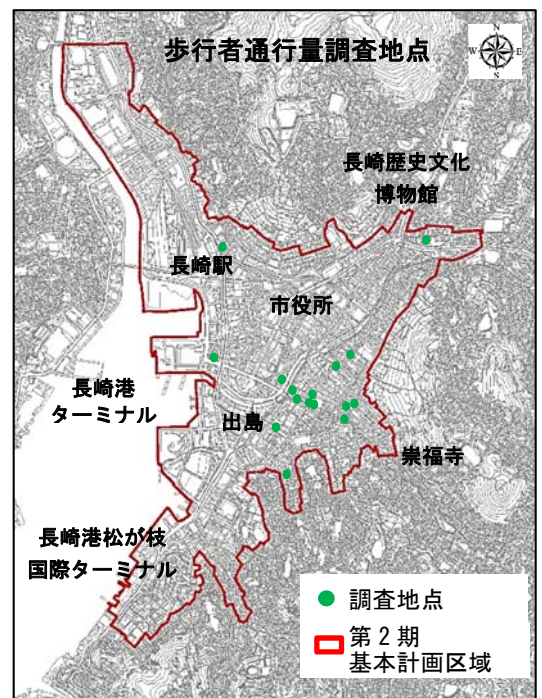 歩行者通行量調査地点
N
W E
S
長崎歴史文化
博物館
長崎駅
市役所
長崎港
ターミナル
出島
崇福寺
長崎港松が枝
国際ターミナル
調査地点
第2期
基本計画区域